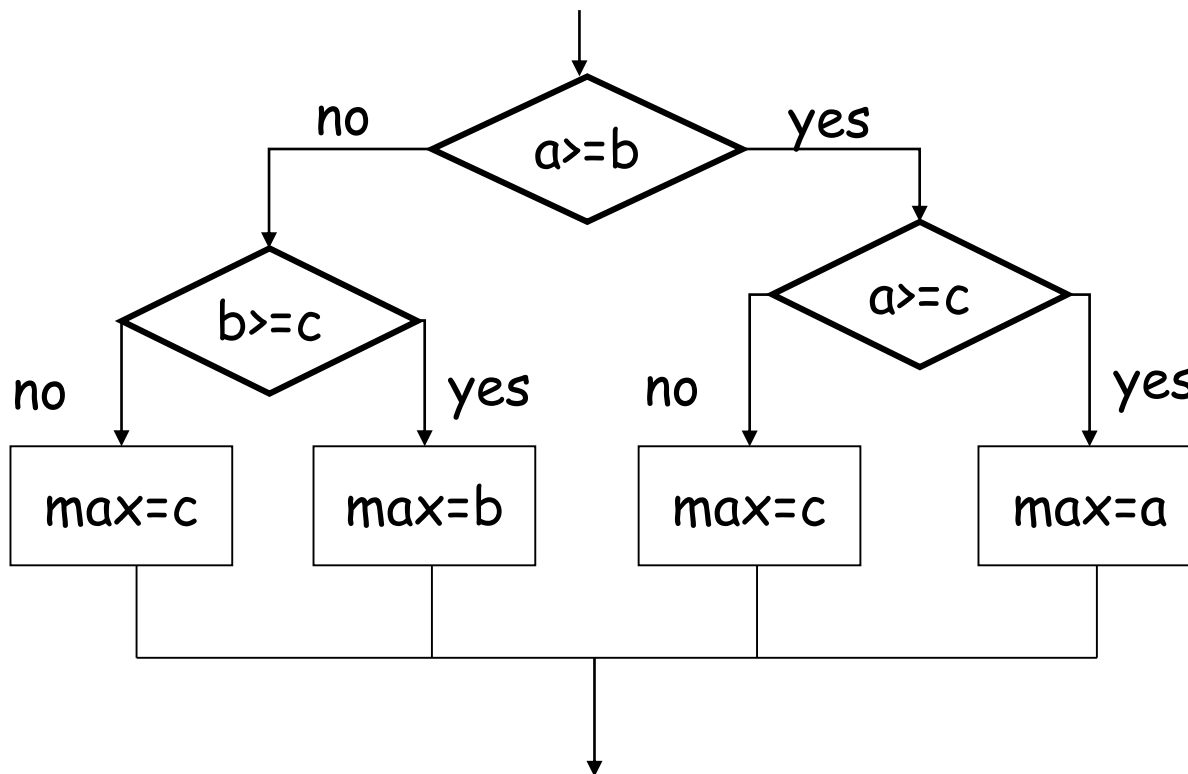 no
yes
a>=b
b>=c
a>=c
no
yes
no
yes
max=c
max=b
max=c
max=a